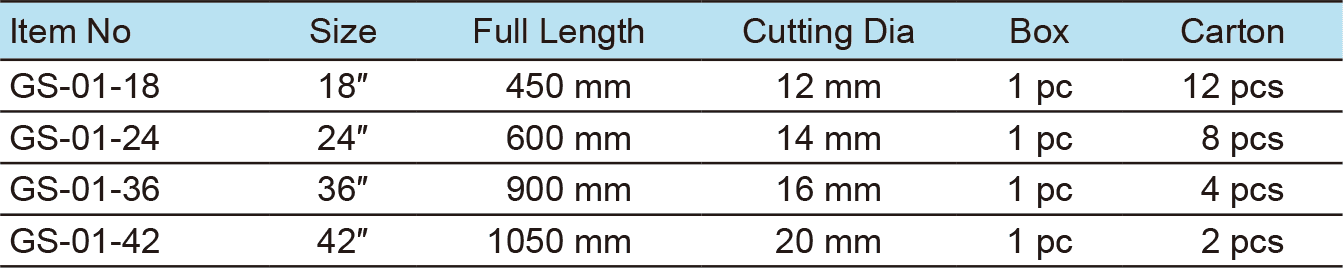 Item No Size Full Length Cutting Dia Box Carton
GS-01-18 18″ 450 mm 12 mm 1 pc 12 pcs
GS-01-24 24″ 600 mm 14 mm 1 pc 8 pcs
GS-01-36 36″ 900 mm 16 mm 1 pc 4 pcs
GS-01-42 42″ 1050 mm 20 mm 1 pc 2 pcs